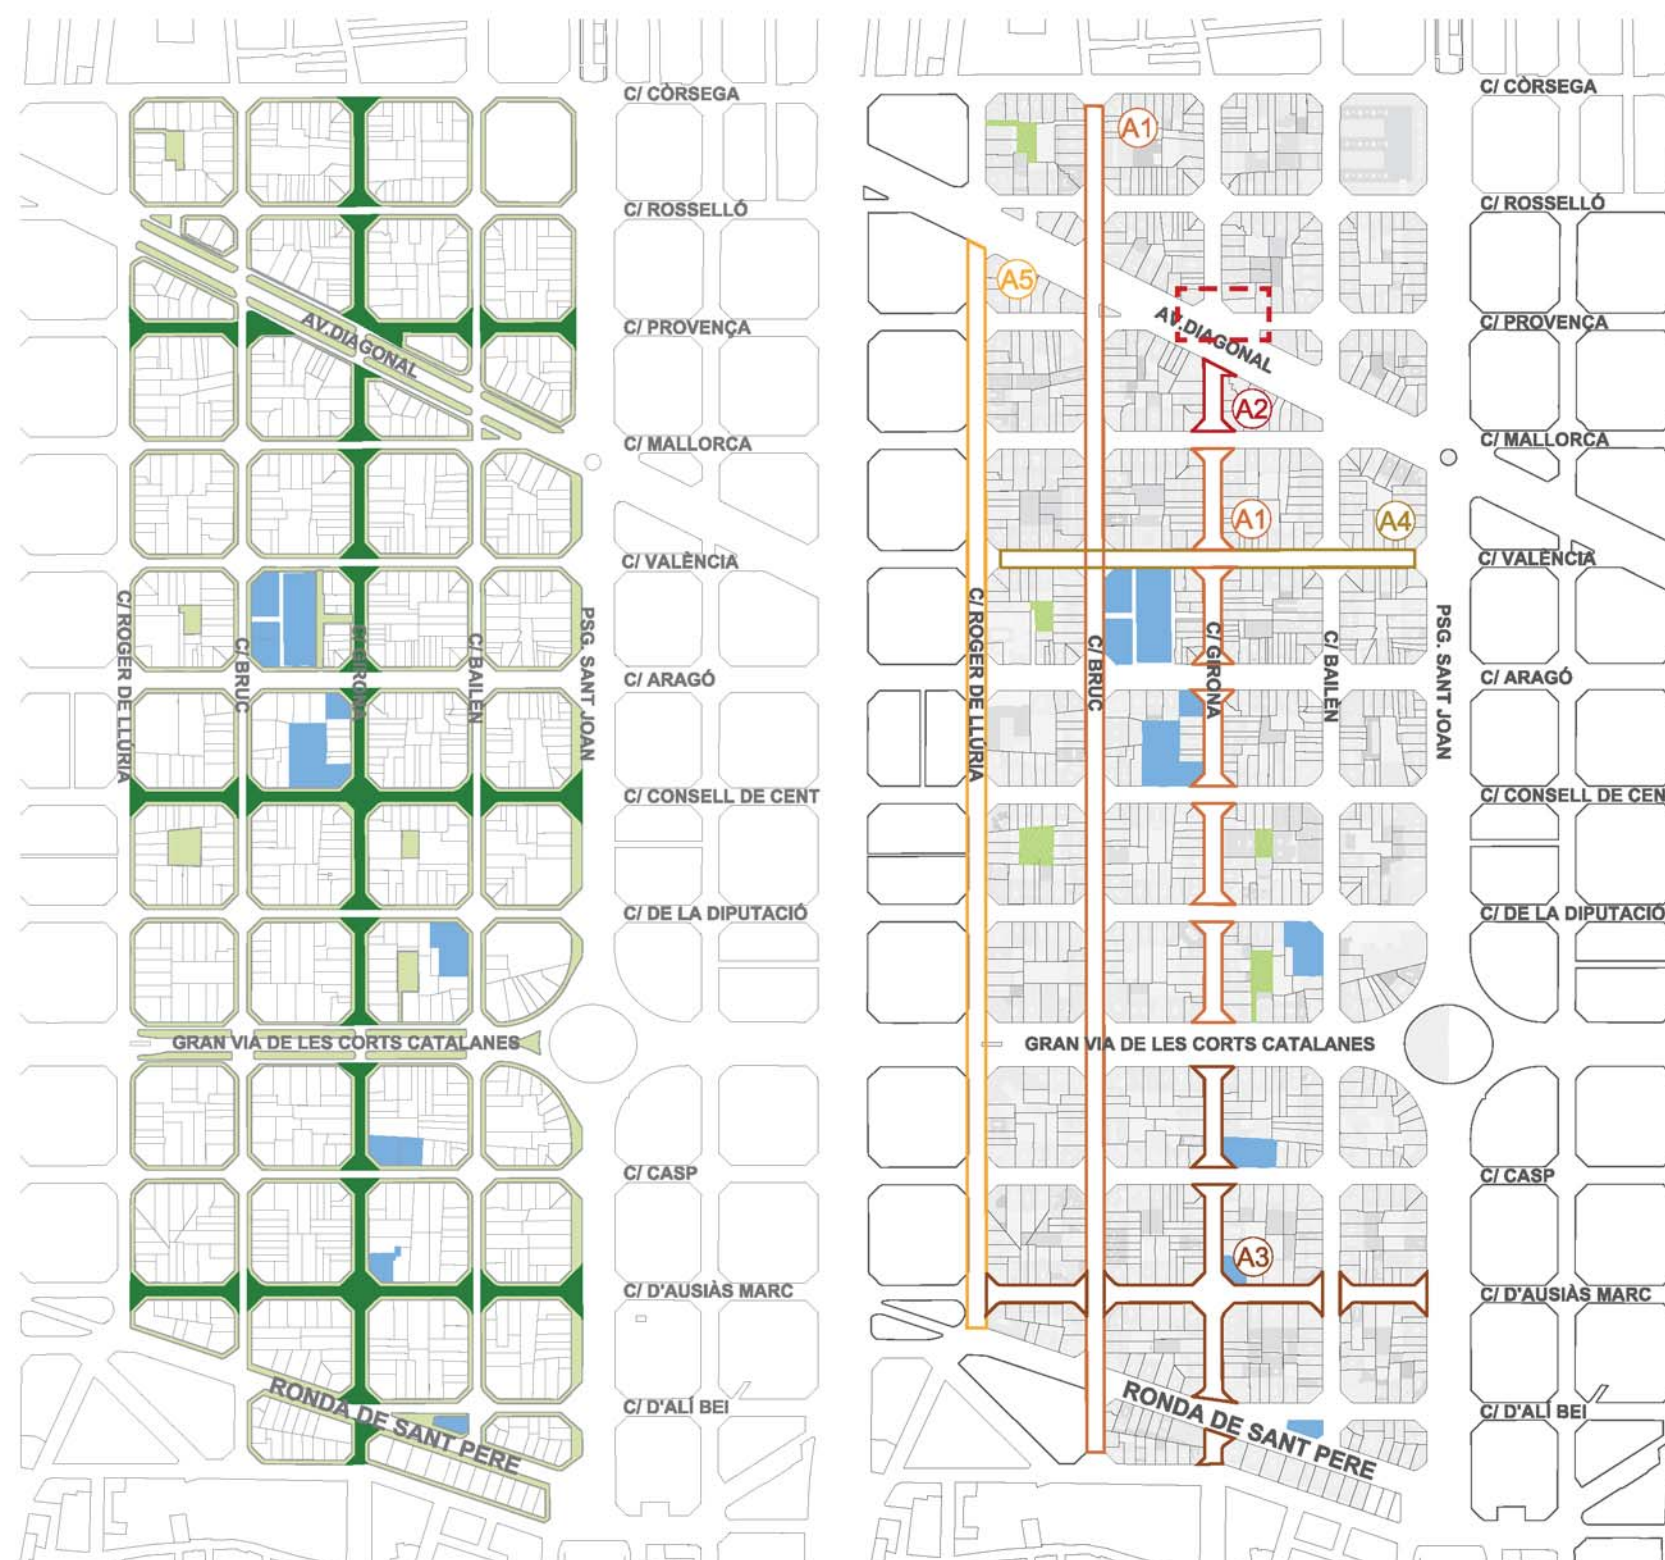 C/ CÒRSEGA
C/ ROSSELLÓ
C/ PROVENÇA
AV.DIAGONAL
C/ MALLORCA
C/ VALÈNCIA
C/ ROGER DE LLÚRIA
C/ BRUC
C/ GIRONA
C/ BAILÈN
PSG. SANT JOAN
C/ ARAGÓ
C/ CONSELL DE CENT
C/ DE LA DIPUTACIÓ
GRAN VIA DE LES CORTS CATALANES
C/ CASP
C/ D'AUSIÀS MARC
RONDA DE SANT PERE
C/ D'ALÍ BEI
C/ CÒRSEGA
A1
C/ ROSSELLÓ
A5
AV.DIAGONAL
C/ PROVENÇA
A2
C/ MALLORCA
A1
A4
C/ VALÈNCIA
C/ ROGER DE LLÚRIA
C/ BRUC
C/ GIRONA
C/ BAILÈN
PSG. SANT JOAN
C/ ARAGÓ
C/ CONSELL DE CEN
C/ DE LA DIPUTACIÓ
GRAN VIA DE LES CORTS CATALANES
C/ CASP
A3
C/ D'AUSIÀS MARC
RONDA DE SANT PERE
C/ D'ALÍ BEI